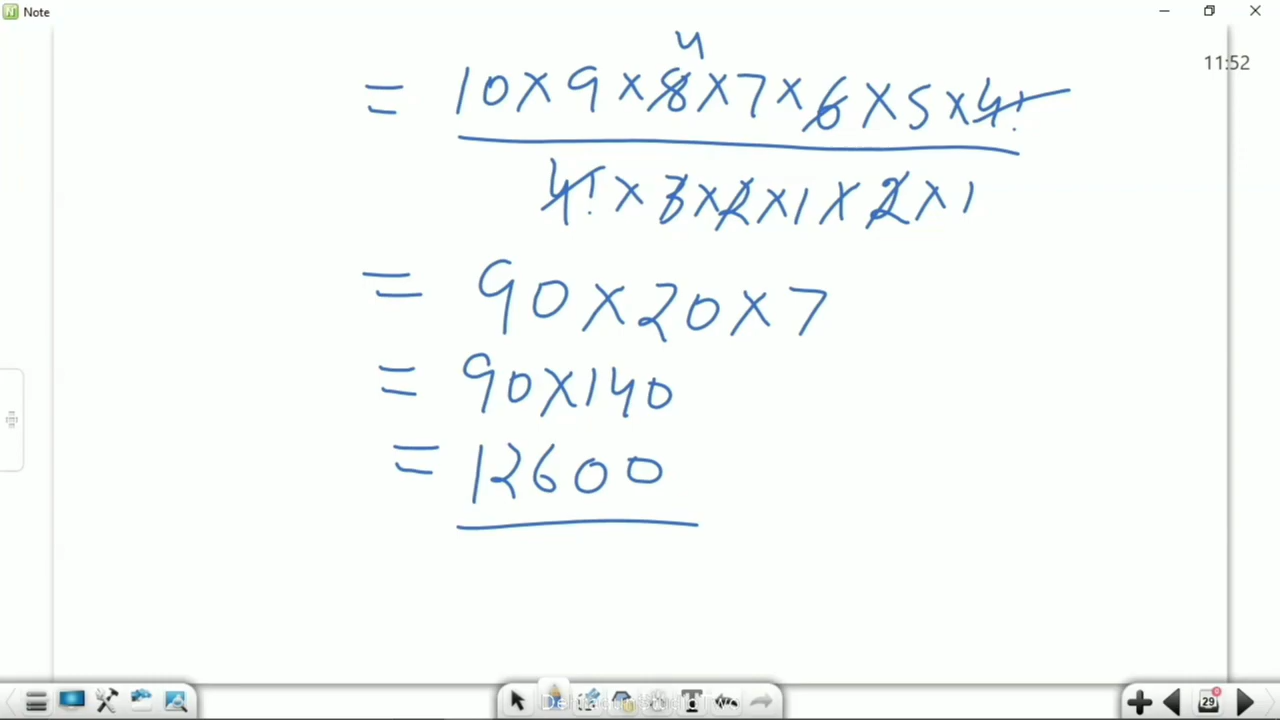 Note
11:52
4
= 10 × 9 × 8 × 7 × 6 × 5 × 4!
4! × 3 × 2 × 1 × 2 × 1
= 90 × 20 × 7
= 90 × 140
= 12600
29